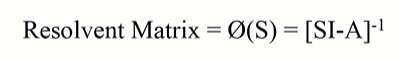 Resolvent Matrix = Ø(S) = [SI-A]⁻¹